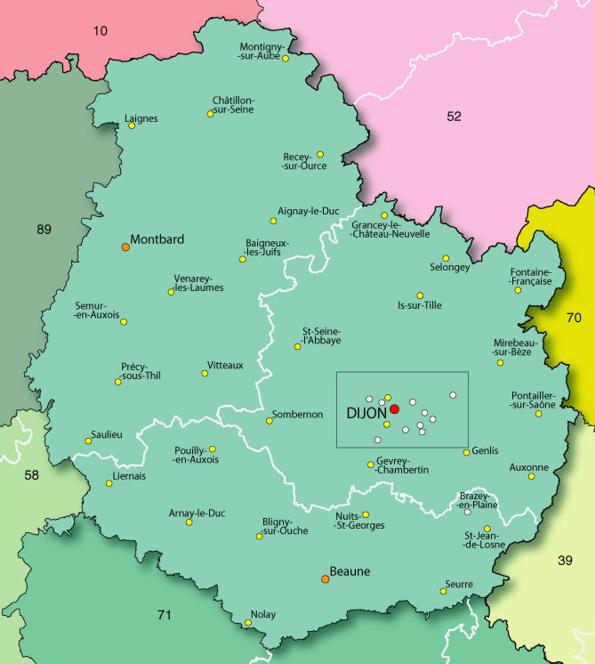 10
Montigny-
-sur-Aube
52
Châtillon-
-sur-Seine
Laignes
Recey-
-sur-Ource
Aignay-le-Duc
Grancey-le-
-Château-Neuvelle
89
Montbard
Baigneux-
-les-Juifs
Selongey
Fontaine-
-Française
Venarey-
-les-Laumes
Is-sur-Tille
Semur-
-en-Auxois
70
St-Seine-
-l'Abbaye
Mirebeau-
-sur-Bèze
Précy-
-sous-Thil
Vitteaux
Pontailler-
-sur-Saône
DIJON
Sombernon
Saulieu
Pouilly-
-en-Auxois
Genlis
Gevrey-
-Chambertin
58
Liernais
Auxonne
Brazey-
-en-Plaine
Arnay-le-Duc
Bligny-
-sur-Ouche
Nuits-
-St-Georges
St-Jean-
-de-Losne
39
Beaune
Seurre
71
Nolay